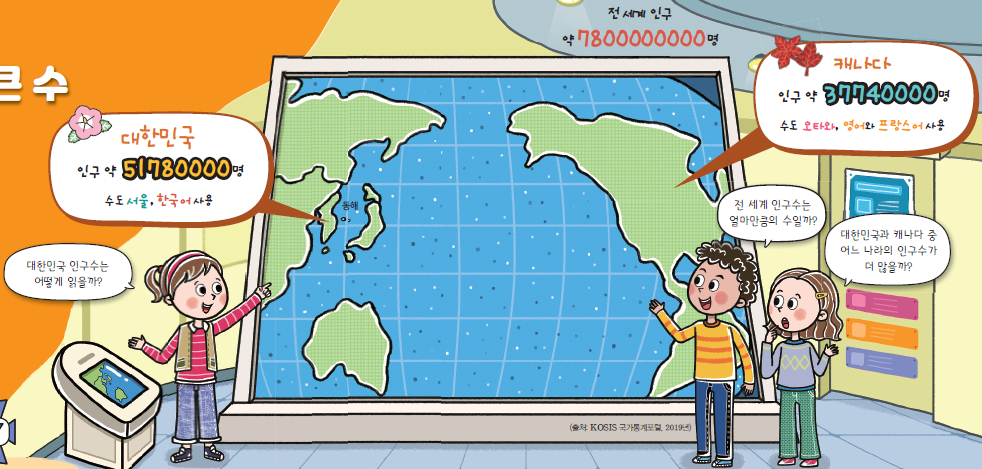 큰 수
전 세계 인구
약 7800000000명
캐나다
인구 약 37740000명
수도 오타와, 영어와 프랑스어 사용
대한민국
인구 약 51780000명
수도 서울, 한국어 사용
동해
전 세계 인구수는
얼마만큼의 수일까?
대한민국과 캐나다 중
어느 나라의 인구수가
더 많을까?
대한민국 인구수는
어떻게 읽을까?
(출처: KOSIS 국가통계포털, 2019년)